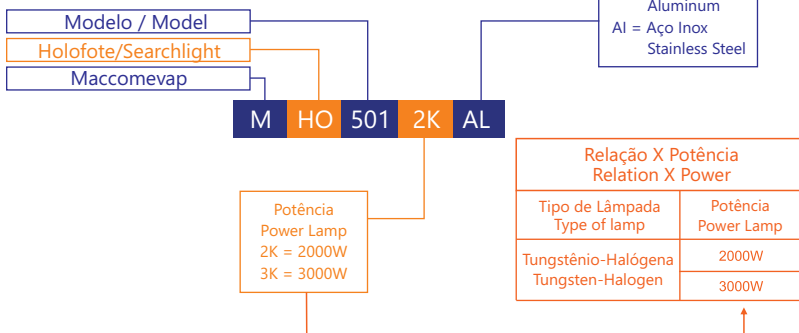 Aluminum
AI = Aço Inox
Stainless Steel
Modelo / Model
Holofote/Searchlight
Maccomevap
M HO 501 2K AL
Potência
Power Lamp
2K = 2000W
3K = 3000W
Relação X Potência
Relation X Power
Tipo de Lâmpada
Type of lamp
Potência
Power Lamp
Tungstênio-Halógena
Tungsten-Halogen
2000W
3000W